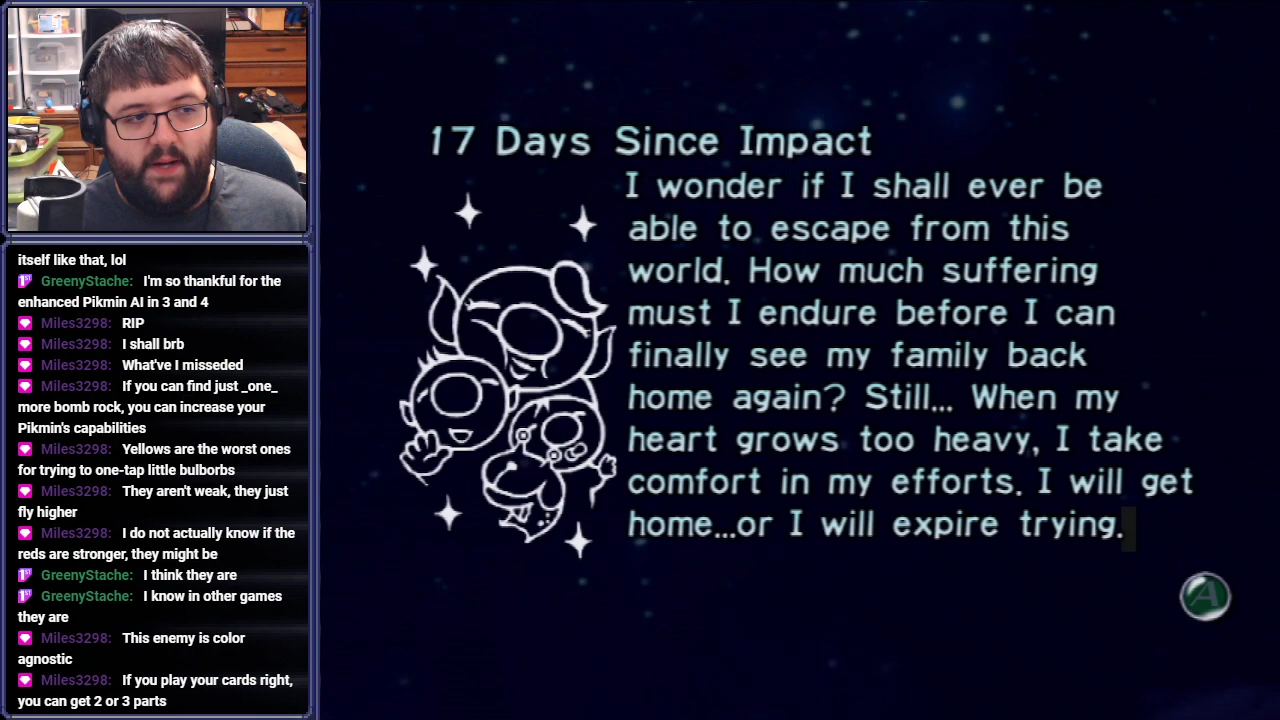 itself like that, lol
GreenyStache: I'm so thankful for the
enhanced Pikmin AI in 3 and 4
Miles3298: RIP
Miles3298: I shall brb
Miles3298: What've I misseded
Miles3298: If you can find just _one_
more bomb rock, you can increase your
Pikmin's capabilities
Miles3298: Yellows are the worst ones
for trying to one-tap little bulborbs
Miles3298: They aren't weak, they just
fly higher
Miles3298: I do not actually know if the
reds are stronger, they might be
GreenyStache: I think they are
GreenyStache: I know in other games
they are
Miles3298: This enemy is color
agnostic
Miles3298: If you play your cards right,
you can get 2 or 3 parts
17 Days Since Impact
I wonder if I shall ever be
able to escape from this
world. How much suffering
must I endure before I can
finally see my family back
home again? Still... When my
heart grows too heavy, I take
comfort in my efforts. I will get
home...or I will expire trying.
A